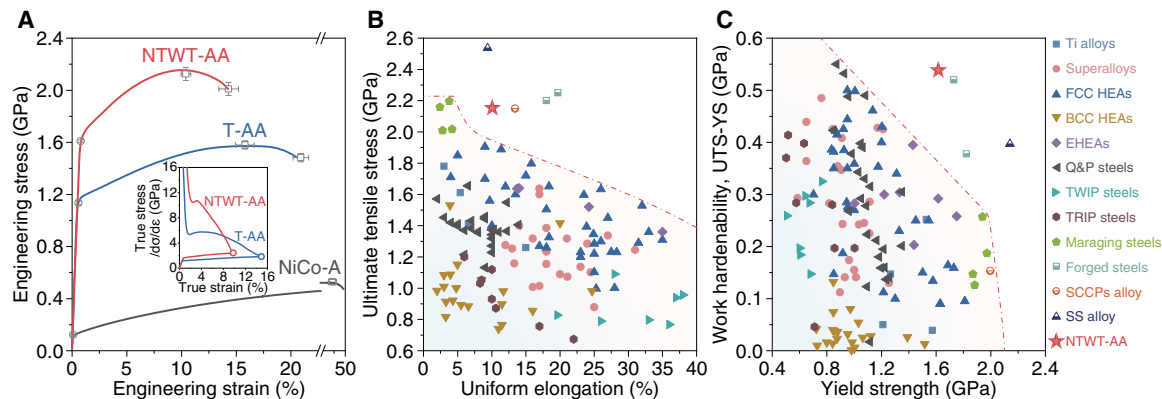 A
Engineering stress (GPa)
2.4
2.0
1.6
1.2
0.8
0.4
0.0
NTWT-AA
T-AA
NiCo-A
True stress
/dσ/dε (GPa)
16
12
8
4
0
NTWT-AA
T-AA
0 4 8 12 16
True strain (%)
0 5 10 15 20 50
Engineering strain (%)
B
Ultimate tensile stress (GPa)
2.6
2.4
2.2
2.0
1.8
1.6
1.4
1.2
1.0
0.8
0.6
0 5 10 15 20 25 30 35 40
Uniform elongation (%)
C
Work hardenability, UTS-YS (GPa)
0.6
0.5
0.4
0.3
0.2
0.1
0.0
0.4 0.8 1.2 1.6 2.0 2.4
Yield strength (GPa)
Ti alloys
Superalloys
FCC HEAs
BCC HEAs
EHEAs
Q&P steels
TWIP steels
TRIP steels
Maraging steels
Forged steels
SCCPs alloy
SS alloy
NTWT-AA